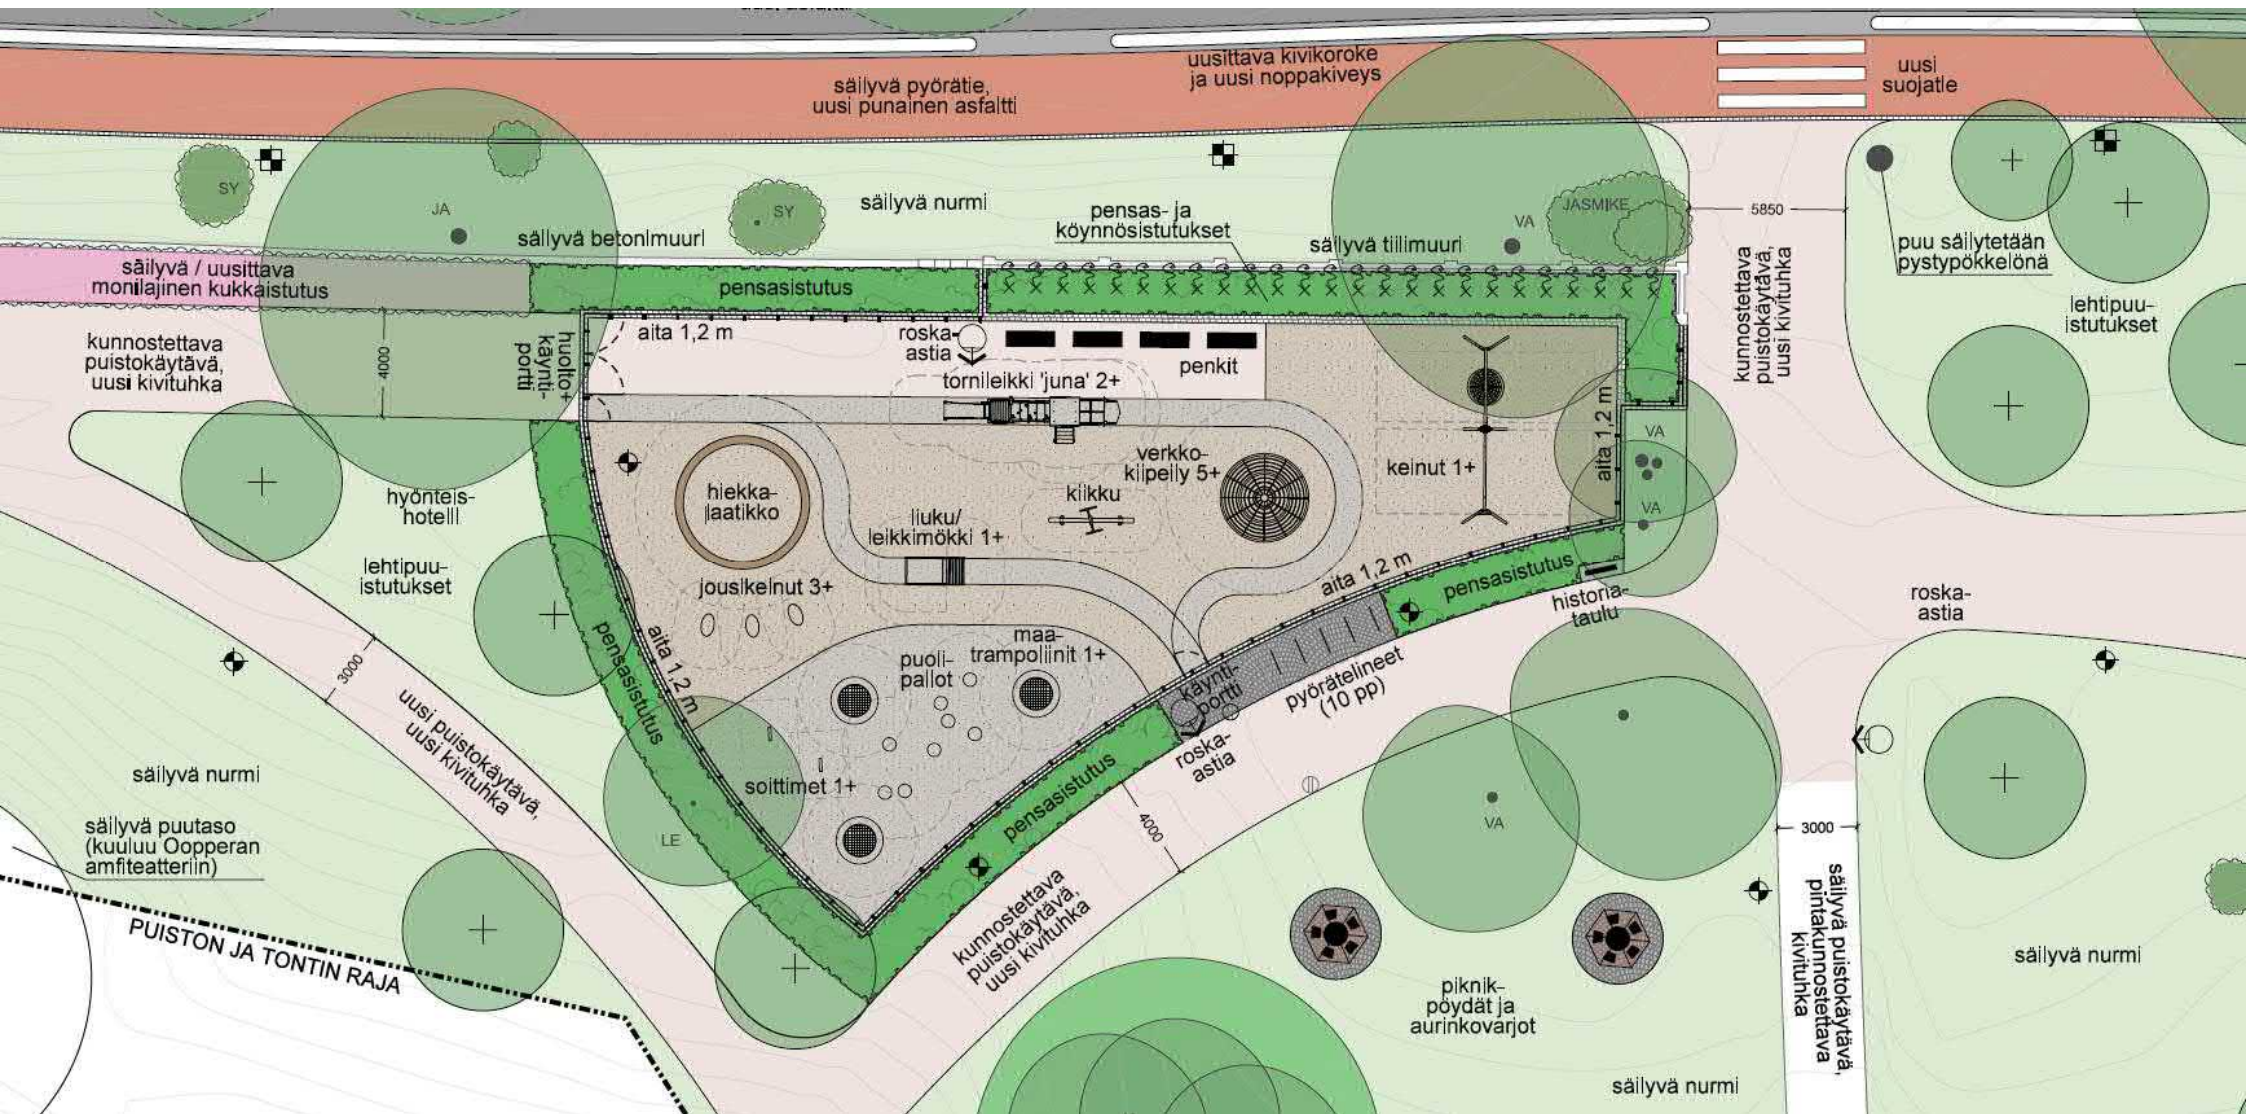 uusittava kivikoroke
ja uusi noppakiveys
säilyvä pyörätie,
uusi punainen asfaltti
uusi
suojatie
SY
JA
SY
säilyvä nurmi
pensas- ja
köynnösistutukset
säilyvä betonimuuri
säilyvä tiilimuuri
VA
JASMIKE
5850
kunnostettava
puistokäytävä,
uusi kivituhka
puu säilytetään
pystypökkelönä
lehtipuu-
istutukset
säilyvä / uusittava
monilajinen kukkaistutus
pensasistutus
kunnostettava
puistokäytävä,
uusi kivituhka
4000
huolto+
käynti-
portti
aita 1,2 m
roska-
astia
penkit
tornileikki 'juna' 2+
verkko-
kiipeily 5+
keinut 1+
aita 1,2 m
VA
VA
hyönteis-
hotelli
hiekka-
laatikko
liuku/
leikkimökki 1+
kiikku
lehtipuu-
istutukset
jousikeinut 3+
aita 1,2 m
pensasistutus
historia-
taulu
roska-
astia
pensasistutus
aita 1,2 m
puoli-
pallot
maa-
trampoliinit 1+
käynti-
portti
pyörätelineet
(10 pp)
roska-
astia
3000
uusi puistokäytävä,
uusi kivituhka
soittimet 1+
pensasistutus
LE
4000
VA
3000
säilyvä nurmi
säilyvä puutaso
(kuuluu Oopperan
amfiteatteriin)
PUISTON JA TONTIN RAJA
kunnostettava
puistokäytävä,
uusi kivituhka
piknik-
pöydät ja
aurinkovarjot
säilyvä puistokäytävä,
pintakunnostettava
kivituhka
säilyvä nurmi
säilyvä nurmi